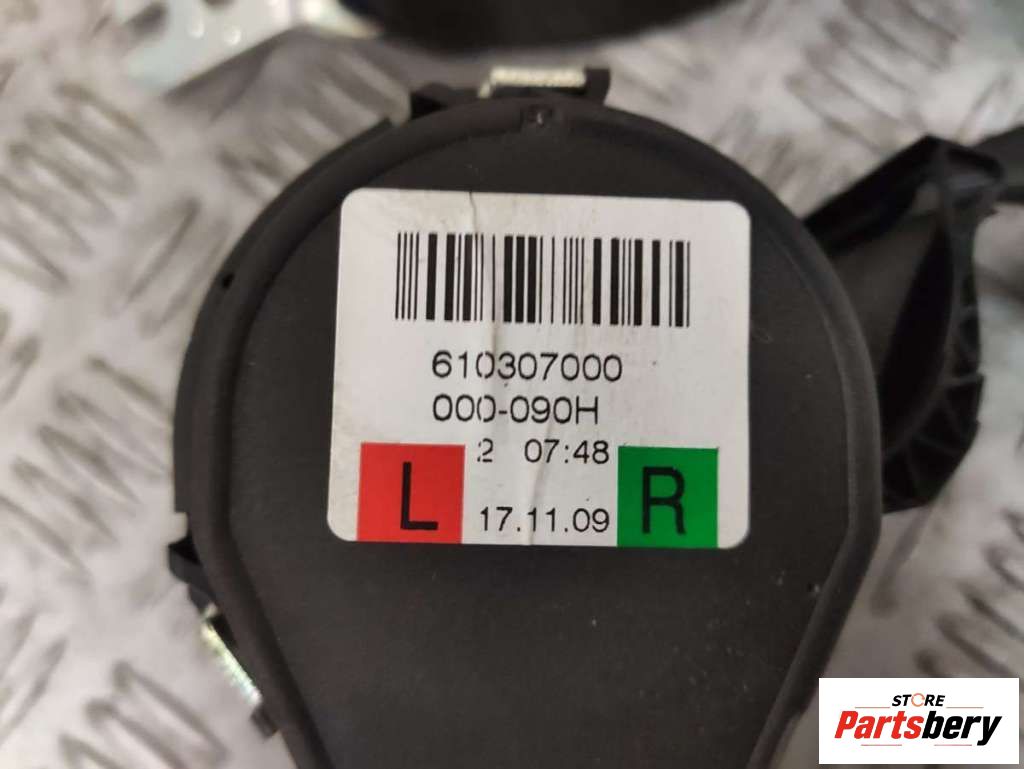 610307000
000-090H
2 07:48
L 17.11.09 R
STORE
Partsbery